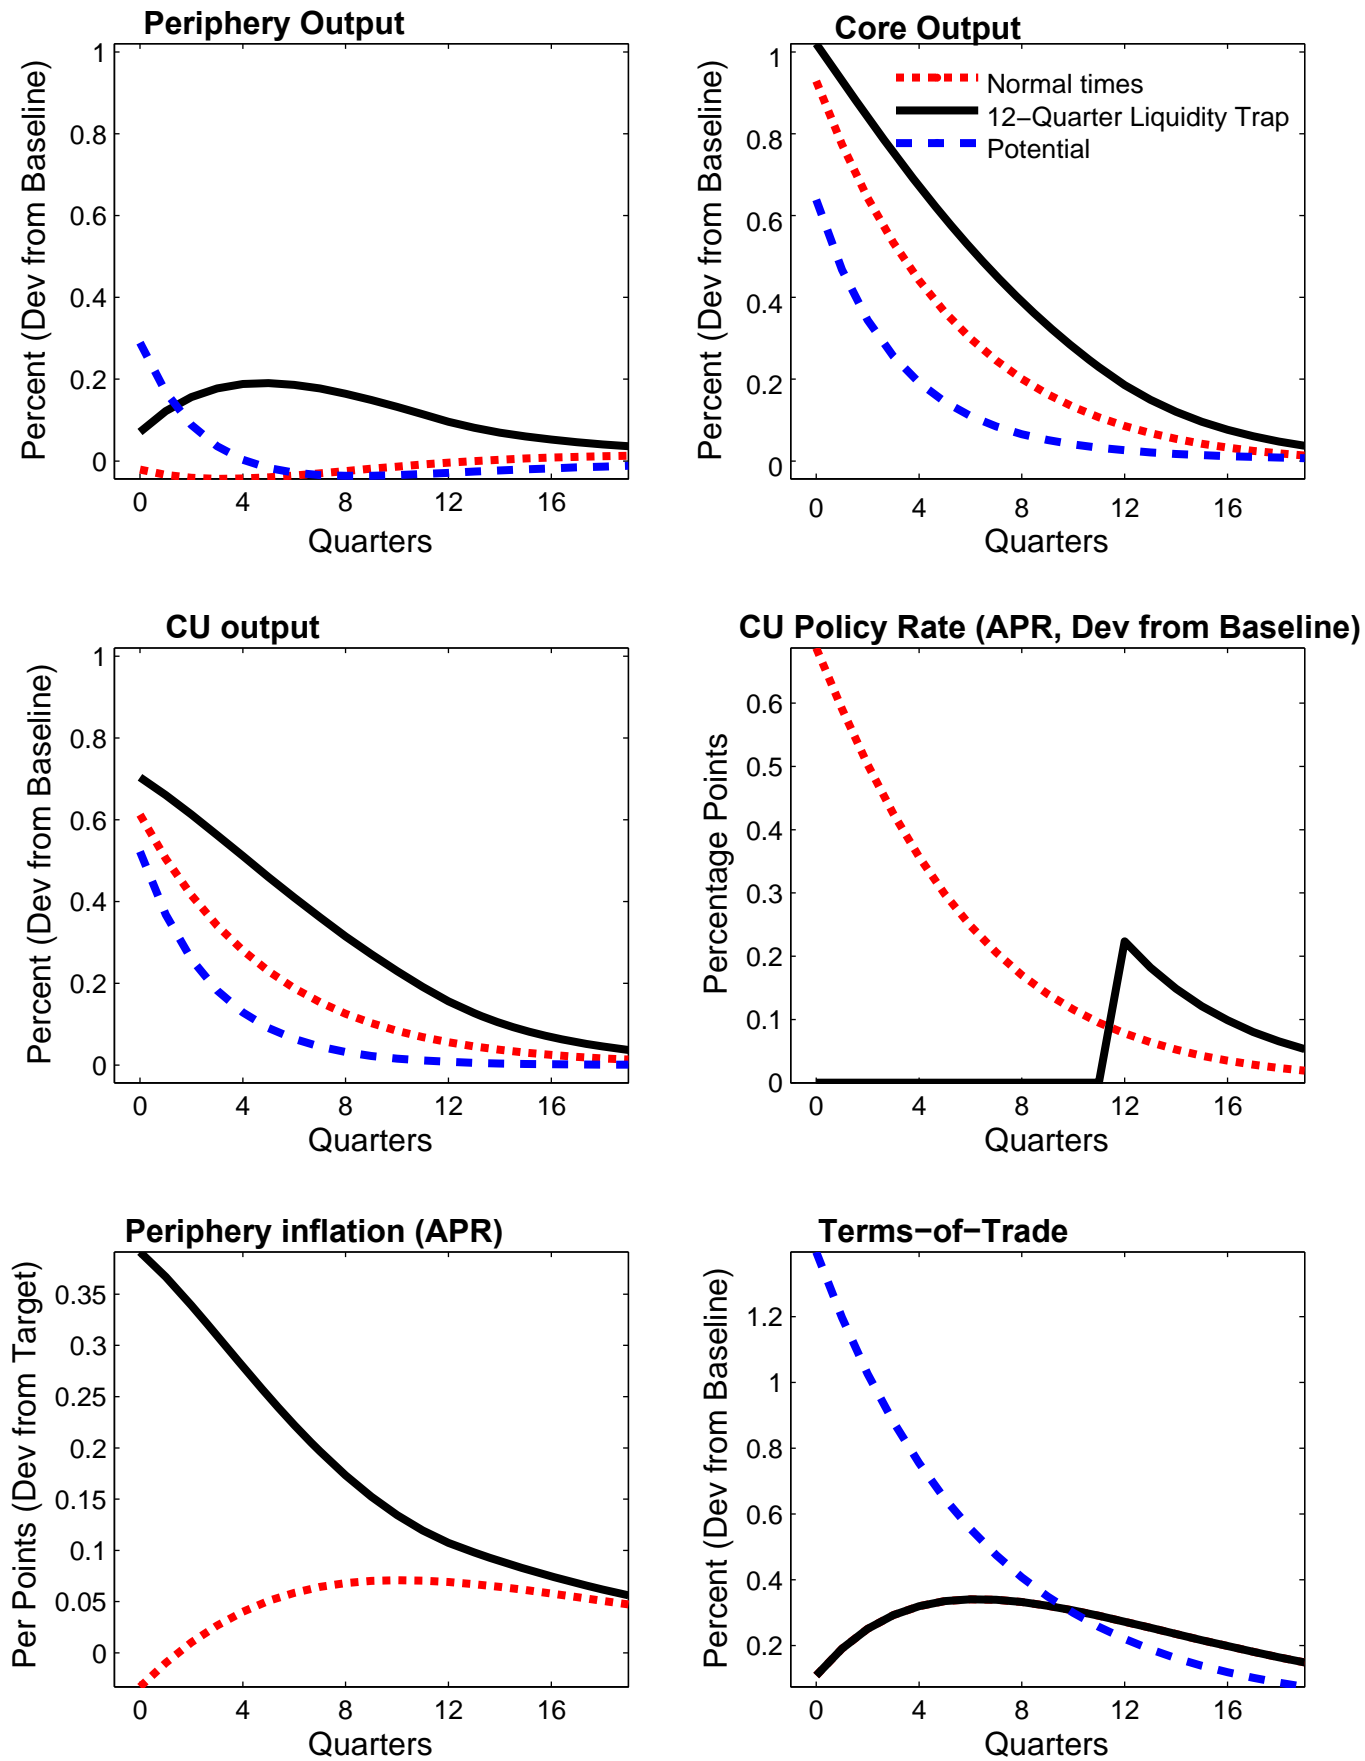 Periphery Output
Percent (Dev from Baseline)
1
0.8
0.6
0.4
0.2
0
0 4 8 12 16
Quarters
Core Output
Normal times
12−Quarter Liquidity Trap
Potential
Percent (Dev from Baseline)
1
0.8
0.6
0.4
0.2
0
0 4 8 12 16
Quarters
CU output
Percent (Dev from Baseline)
1
0.8
0.6
0.4
0.2
0
0 4 8 12 16
Quarters
CU Policy Rate (APR, Dev from Baseline)
Percentage Points
0.6
0.5
0.4
0.3
0.2
0.1
0
0 4 8 12 16
Quarters
Periphery inflation (APR)
Per Points (Dev from Target)
0.35
0.3
0.25
0.2
0.15
0.1
0.05
0
0 4 8 12 16
Quarters
Terms−of−Trade
Percent (Dev from Baseline)
1.2
1
0.8
0.6
0.4
0.2
0 4 8 12 16
Quarters